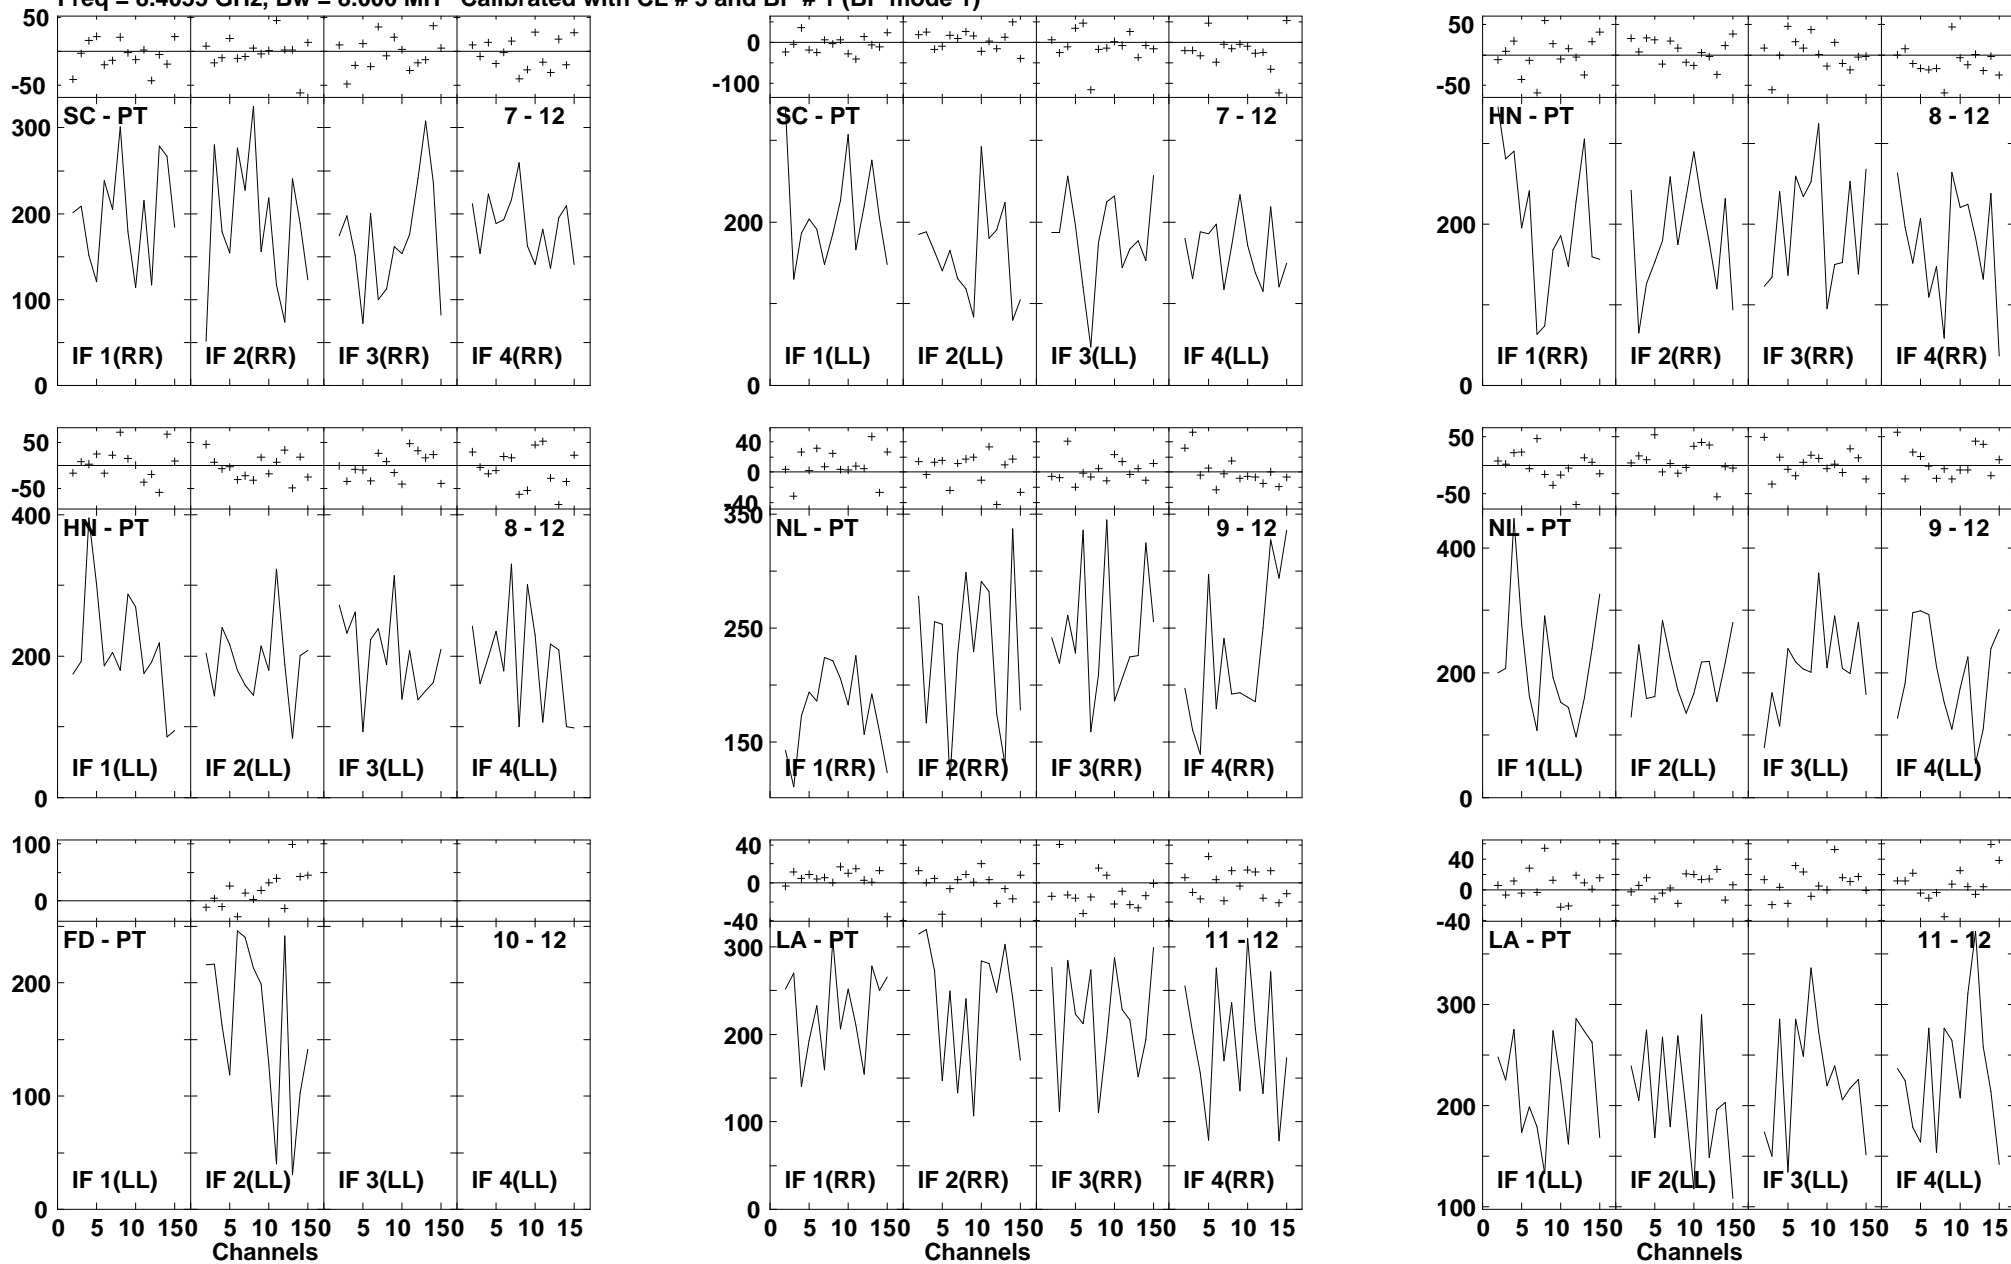 Freq = 8.4055 GHz, Bw = 8.000 MH Calibrated with CL # 3 and BP # 1 (BP mode 1)
50
0
-50
50
0
-100
50
0
-50
SC - PT 7 - 12
SC - PT 7 - 12
HN - PT 8 - 12
300
200
100
0
200
0
200
0
IF 1(RR) IF 2(RR) IF 3(RR) IF 4(RR)
IF 1(LL) IF 2(LL) IF 3(LL) IF 4(LL)
IF 1(RR) IF 2(RR) IF 3(RR) IF 4(RR)
50
-50
40
0
-40
50
0
-50
HN - PT 8 - 12
NL - PT 9 - 12
NL - PT 9 - 12
400
200
0
350
250
150
400
200
0
IF 1(LL) IF 2(LL) IF 3(LL) IF 4(LL)
IF 1(RR) IF 2(RR) IF 3(RR) IF 4(RR)
IF 1(LL) IF 2(LL) IF 3(LL) IF 4(LL)
100
0
40
0
-40
40
0
-40
FD - PT 10 - 12
LA - PT 11 - 12
LA - PT 11 - 12
200
100
0
300
200
100
0
300
200
100
IF 1(LL) IF 2(LL) IF 3(LL) IF 4(LL)
IF 1(RR) IF 2(RR) IF 3(RR) IF 4(RR)
IF 1(LL) IF 2(LL) IF 3(LL) IF 4(LL)
0 5 10 150 5 10 150 5 10 150 5 10 15
0 5 10 150 5 10 150 5 10 150 5 10 15
0 5 10 150 5 10 150 5 10 150 5 10 15
Channels
Channels
Channels